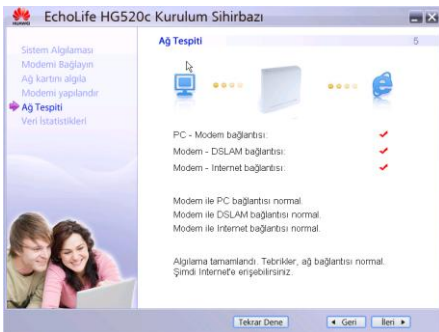 HUAWEI
EchoLife HG520c Kurulum Sihirbazı
Sistem Algılaması
Modemi Bağlayın
Ağ kartını algıla
Modemi yapılandır
Ağ Tespiti
Veri İstatistikleri
Ağ Tespiti 5
PC - Modem bağlantısı:
Modem - DSLAM bağlantısı:
Modem - Internet bağlantısı:
Modem ile PC bağlantısı normal.
Modem ile DSLAM bağlantısı normal.
Modem ile Internet bağlantısı normal.
Algılama tamamlandı. Tebrikler, ağ bağlantısı normal.
Şimdi Internet'e erişebilirsiniz.
Tekrar Dene Geri İleri